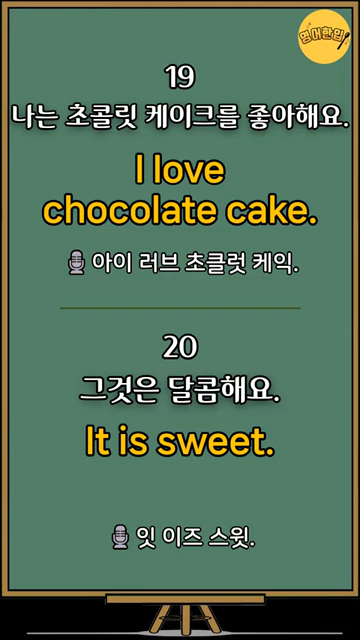 영어한입
19
나는 초콜릿 케이크를 좋아해요.
I love
chocolate cake.
아이 러브 초클럿 케익.
20
그것은 달콤해요.
It is sweet.
잇 이즈 스윗.